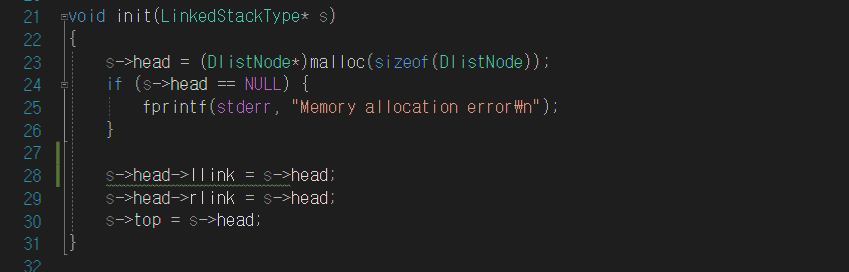 21 void init(LinkedStackType* s)
22 {
23 s->head = (DlistNode*)malloc(sizeof(DlistNode));
24 if (s->head == NULL) {
25 fprintf(stderr, "Memory allocation error₩n");
26 }
27
28 s->head->llink = s->head;
29 s->head->rlink = s->head;
30 s->top = s->head;
31 }
32